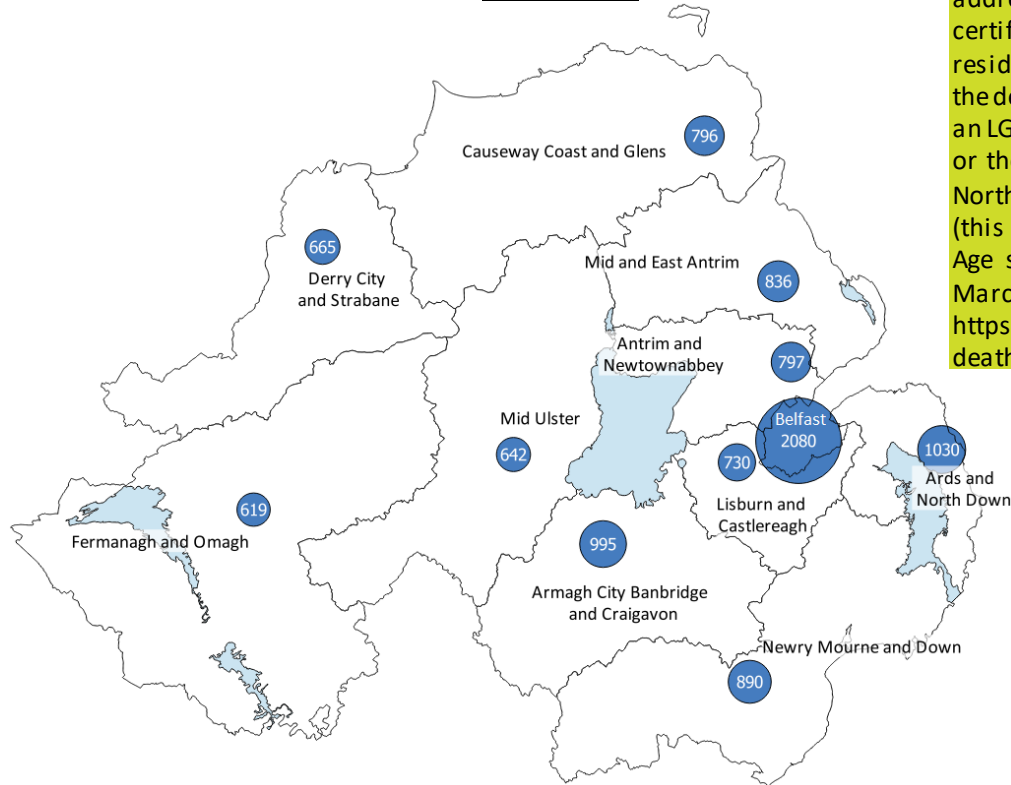 certif
resid
the de
an LG
or the
North
(this
Age s
Marc
https
death
796
Causeway Coast and Glens
665
Derry City
and Strabane
Mid and East Antrim
836
Antrim and
Newtownabbey
797
Mid Ulster
642
Belfast
2080
730
Lisburn and
Castlereagh
1030
Ards and
North Down
619
Fermanagh and Omagh
995
Armagh City Banbridge
and Craigavon
Newry Mourne and Down
890